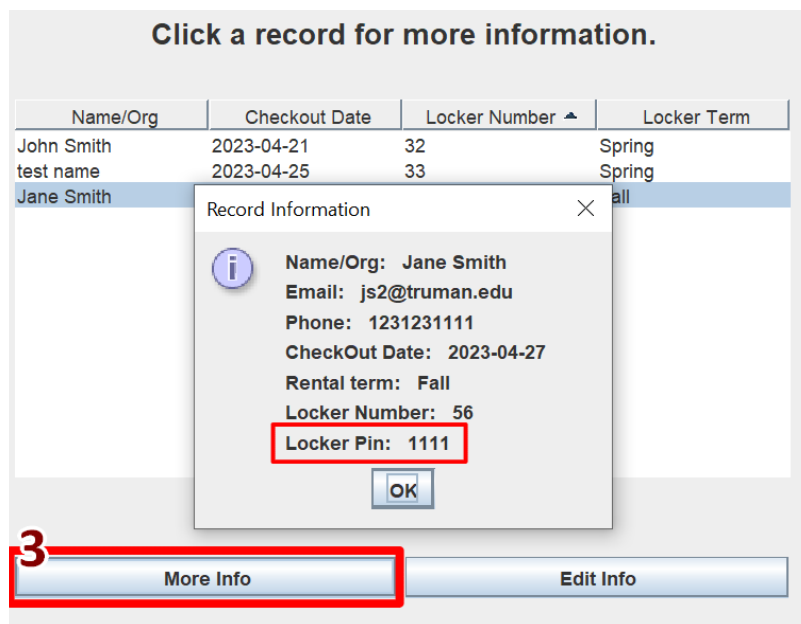 Click a record for more information.
Name/Org Checkout Date Locker Number Locker Term
John Smith 2023-04-21 32 Spring
test name 2023-04-25 33 Spring
Jane Smith all
Record Information
i
Name/Org: Jane Smith
Email: js2@truman.edu
Phone: 1231231111
CheckOut Date: 2023-04-27
Rental term: Fall
Locker Number: 56
Locker Pin: 1111
OK
3
More Info Edit Info